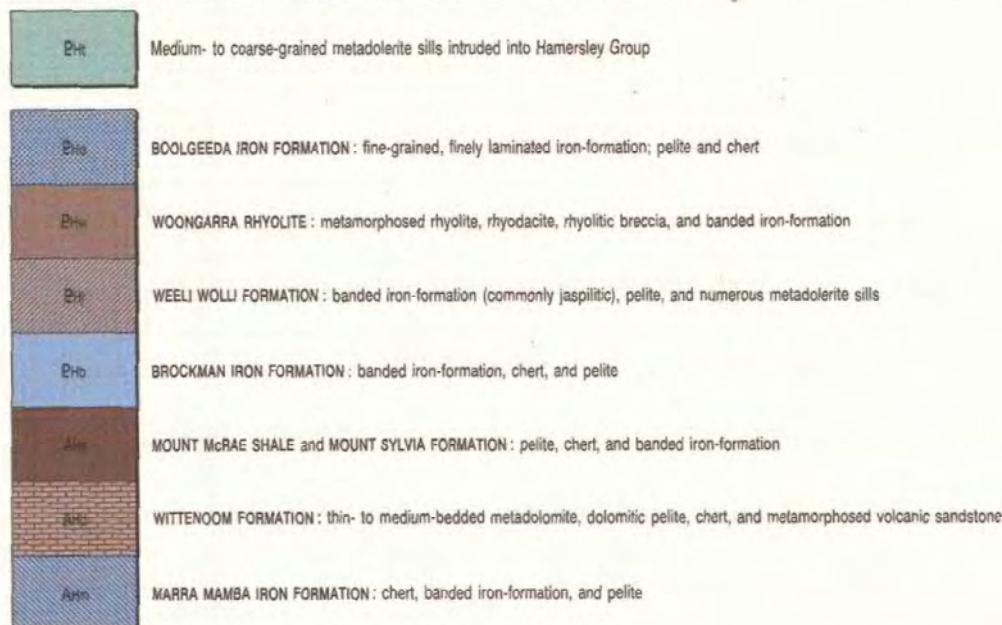 PHt Medium- to coarse-grained metadolerite sills intruded into Hamersley Group
PHo BOOLGEEDA IRON FORMATION : fine-grained, finely laminated iron-formation; pelite and chert
WOONGARRA RHYOLITE : metamorphosed rhyolite, rhyodacite, rhyolitic breccia, and banded iron-formation
WEELI WOLLI FORMATION : banded iron-formation (commonly jaspilitic), pelite, and numerous metadolerite sills
PHb BROCKMAN IRON FORMATION : banded iron-formation, chert, and pelite
MOUNT McRAE SHALE and MOUNT SYLVIA FORMATION : pelite, chert, and banded iron-formation
WITTENOOM FORMATION : thin- to medium-bedded metadolomite, dolomitic pelite, chert, and metamorphosed volcanic sandstone
AHm MARRA MAMBA IRON FORMATION : chert, banded iron-formation, and pelite